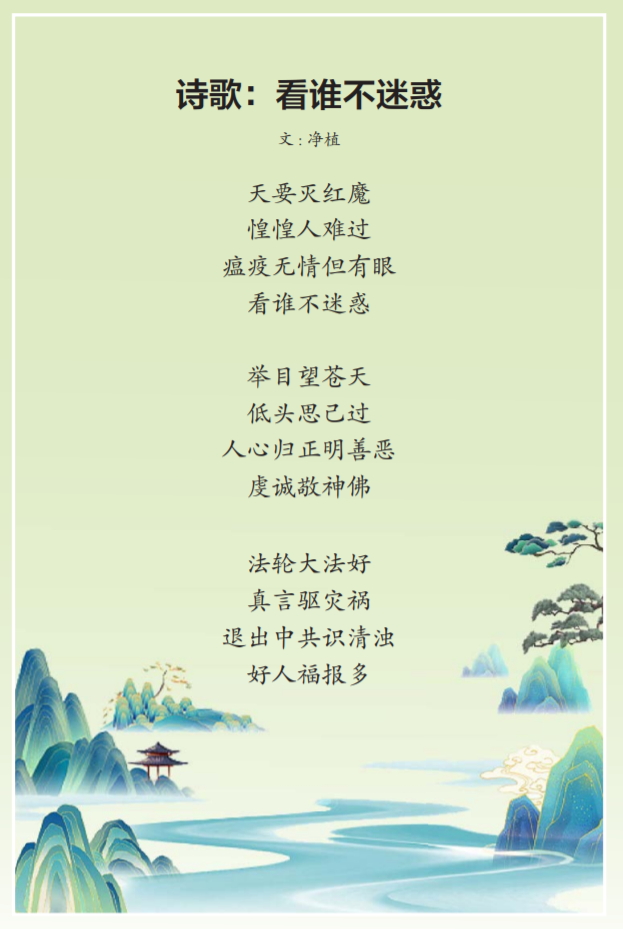 诗歌：看谁不迷惑
文：净植
天要灭红魔
惶惶人难过
瘟疫无情但有眼
看谁不迷惑
举目望苍天
低头思己过
人心归正明善恶
虔诚敬神佛
法轮大法好
真言驱灾祸
退出中共识清浊
好人福报多